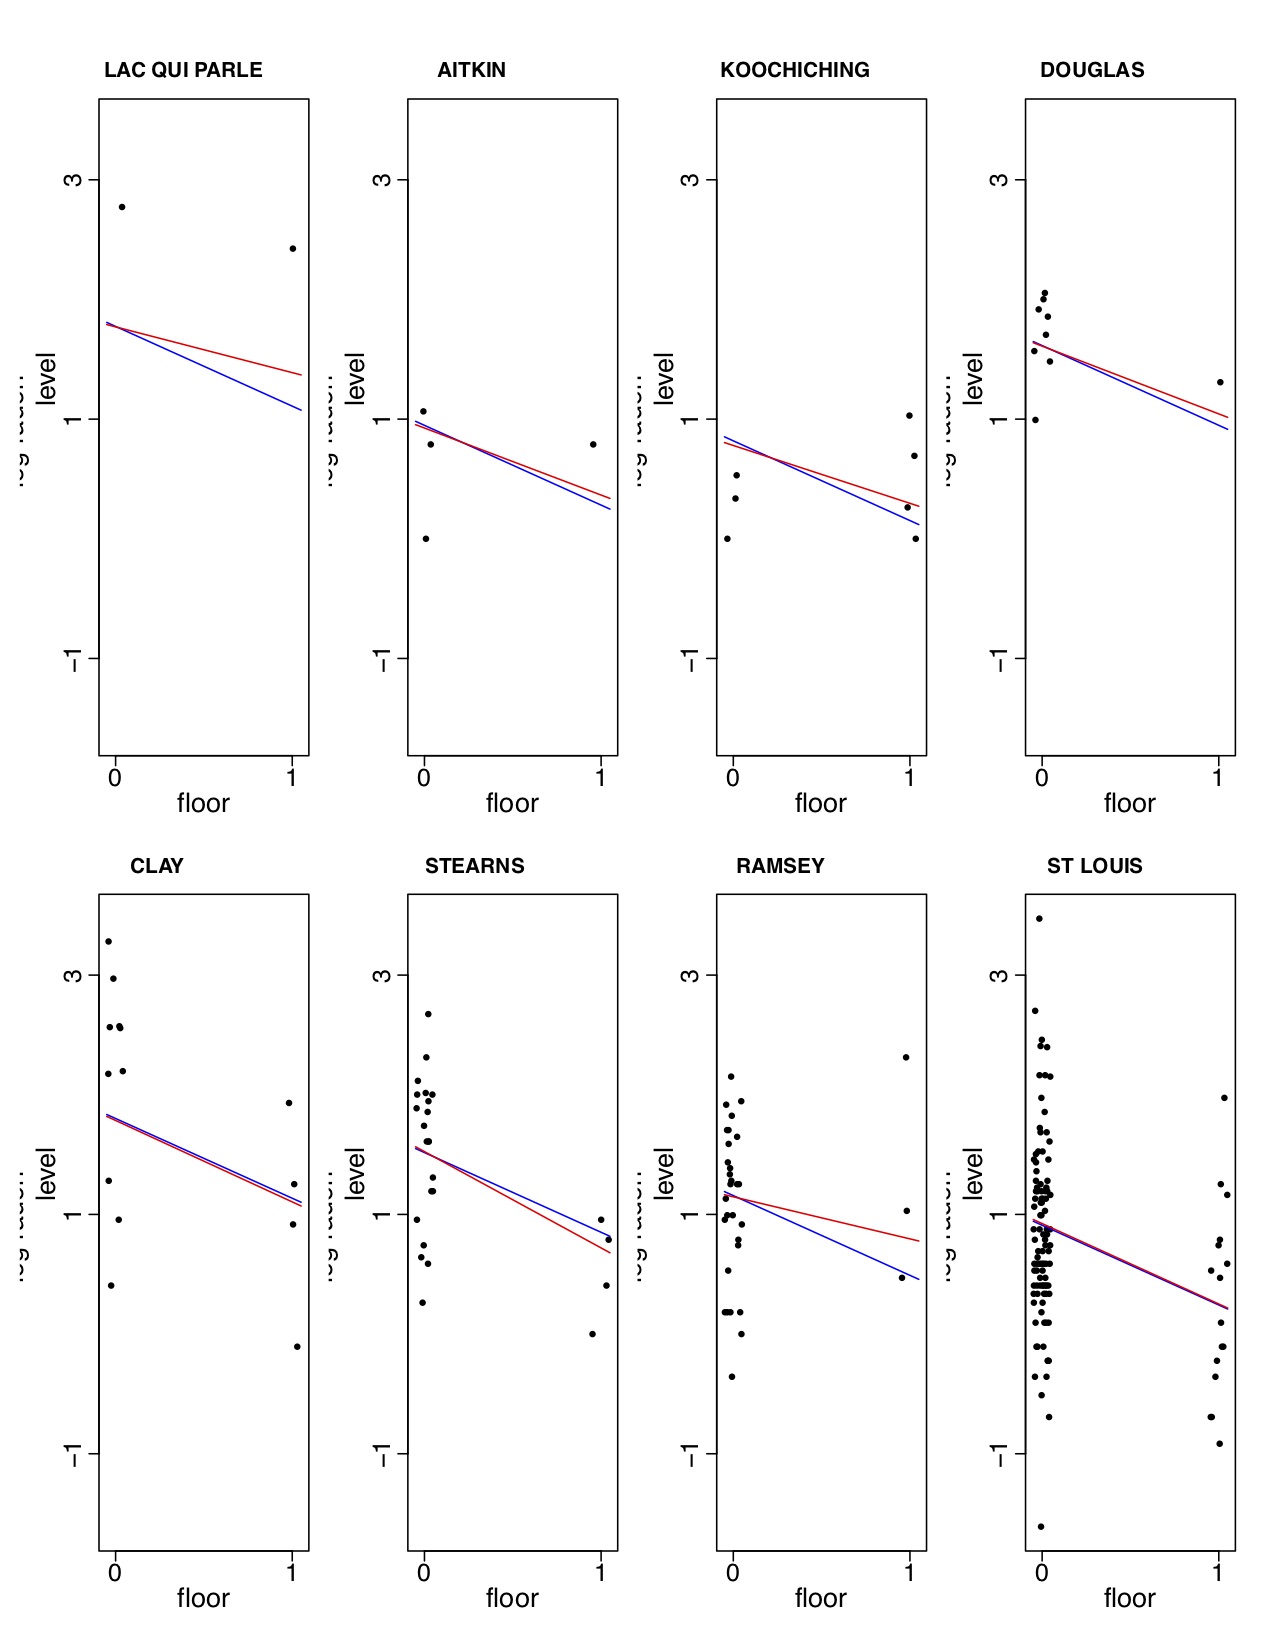 LAC QUI PARLE
AITKIN
KOOCHICHING
DOUGLAS
3
1
−1
level
0
1
floor
3
1
−1
level
0
1
floor
3
1
−1
level
0
1
floor
3
1
−1
level
0
1
floor
CLAY
STEARNS
RAMSEY
ST LOUIS
3
1
−1
level
0
1
floor
3
1
−1
level
0
1
floor
3
1
−1
level
0
1
floor
3
1
−1
level
0
1
floor